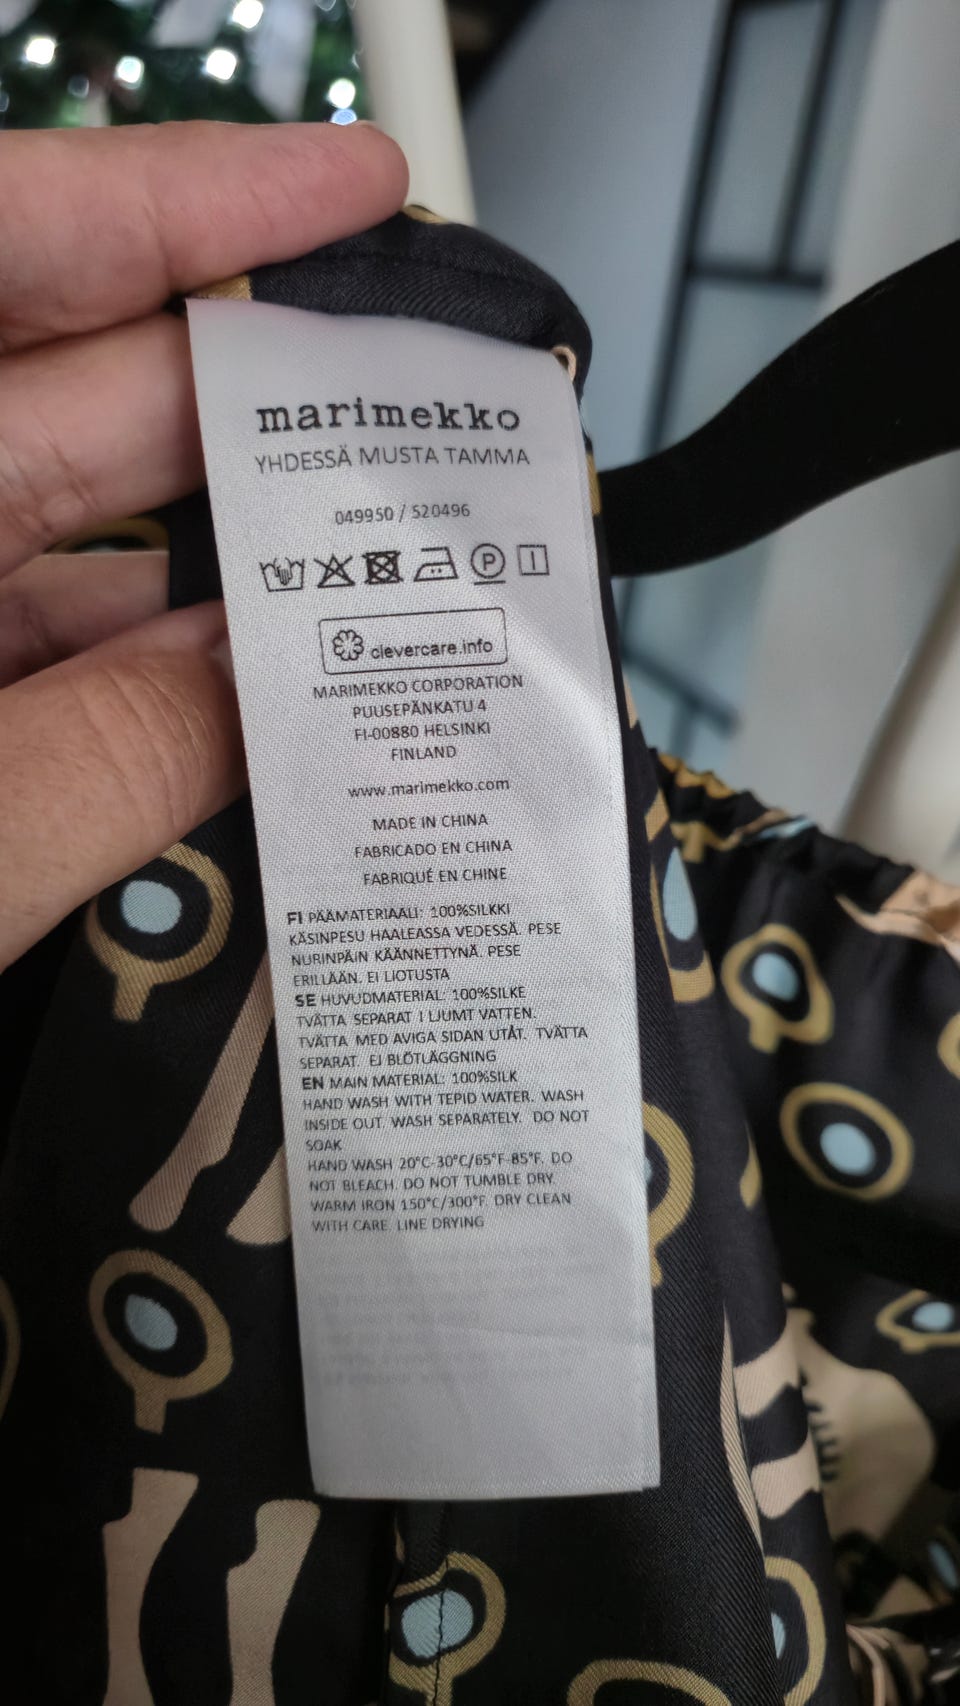 marimekko
YHDESSÄ MUSTA TAMMA
049950 / 520496
P
clevercare.info
MARIMEKKO CORPORATION
PUUSEPÄNKATU 4
FI-00880 HELSINKI
FINLAND
www.marimekko.com
MADE IN CHINA
FABRICADO EN CHINA
FABRIQUÉ EN CHINE
FI PÄÄMATERIAALI: 100%SILKKI
KÄSINPESU HAALEASSA VEDESSÄ. PESE
NURINPÄIN KÄÄNNETTYNÄ. PESE
ERILLÄÄN. EI LIOTUSTA
SE HUVUDMATERIAL: 100%SILKE
TVÄTTA SEPARAT I LJUMT VATTEN.
TVÄTTA MED AVIGA SIDAN UTÅT. TVÄTTA
SEPARAT. EJ BLÖTLÄGGNING
EN MAIN MATERIAL: 100%SILK
HAND WASH WITH TEPID WATER. WASH
INSIDE OUT. WASH SEPARATELY. DO NOT
SOAK
HAND WASH 20°C-30°C/65°F-85°F. DO
NOT BLEACH. DO NOT TUMBLE DRY.
WARM IRON 150°C/300°F. DRY CLEAN
WITH CARE. LINE DRYING